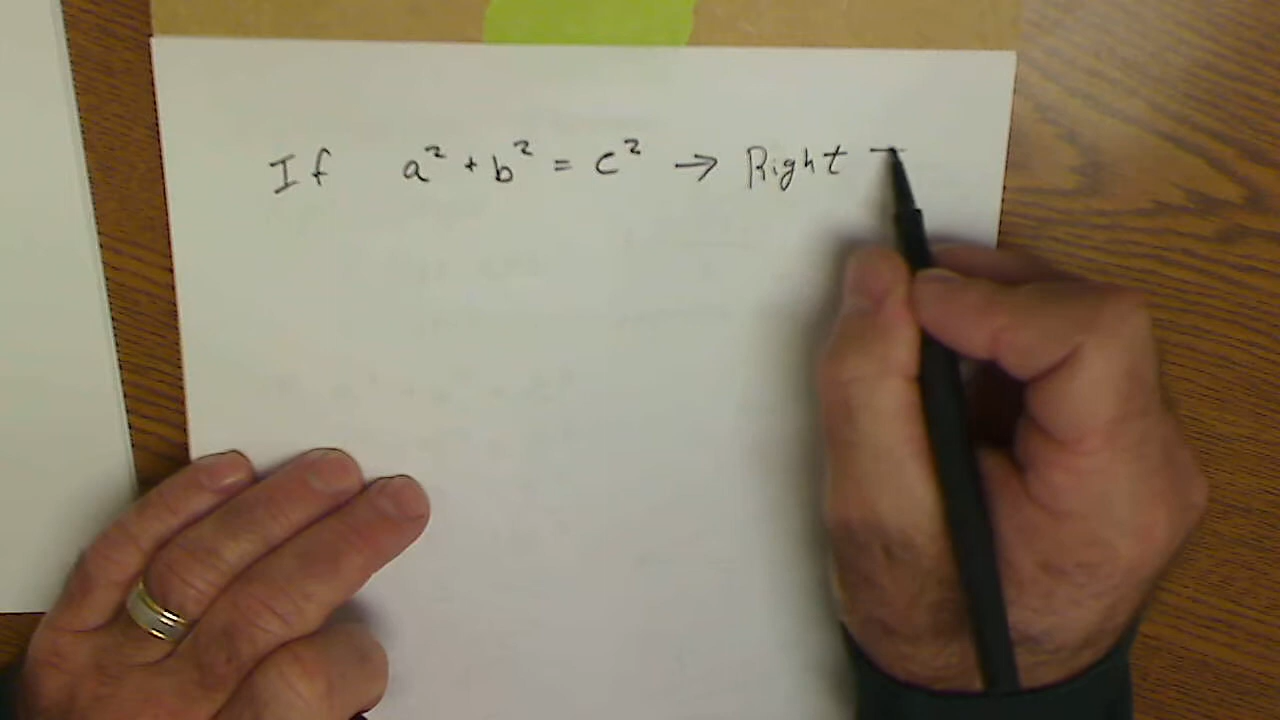 If a² + b² = c² → Right T